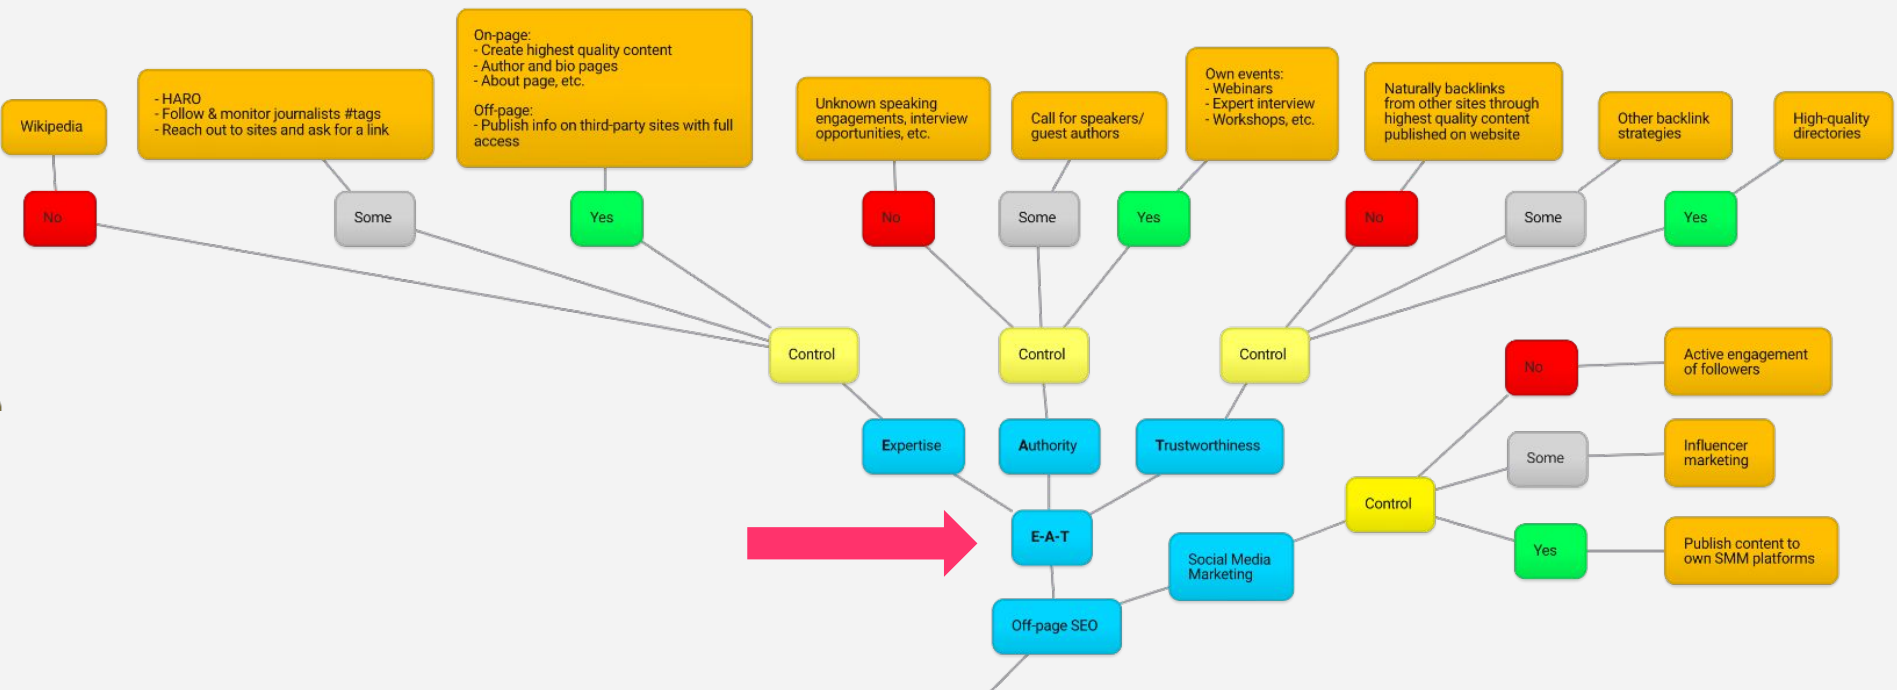 On-page:
- Create highest quality content
- Author and bio pages
- About page, etc.
Off-page:
- Publish info on third-party sites with full
access
- HARO
- Follow & monitor journalists #tags
- Reach out to sites and ask for a link
Wikipedia
Unknown speaking
engagements, interview
opportunities, etc.
Call for speakers/
guest authors
Own events:
- Webinars
- Expert interview
- Workshops, etc.
Naturally backlinks
from other sites through
highest quality content
published on website
Other backlink
strategies
High-quality
directories
No
Some
Yes
No
Some
Yes
No
Some
Yes
Control
Control
Control
No
Active engagement
of followers
Expertise
Authority
Trustworthiness
Some
Influencer
marketing
Control
E-A-T
Yes
Publish content to
own SMM platforms
Social Media
Marketing
Off-page SEO